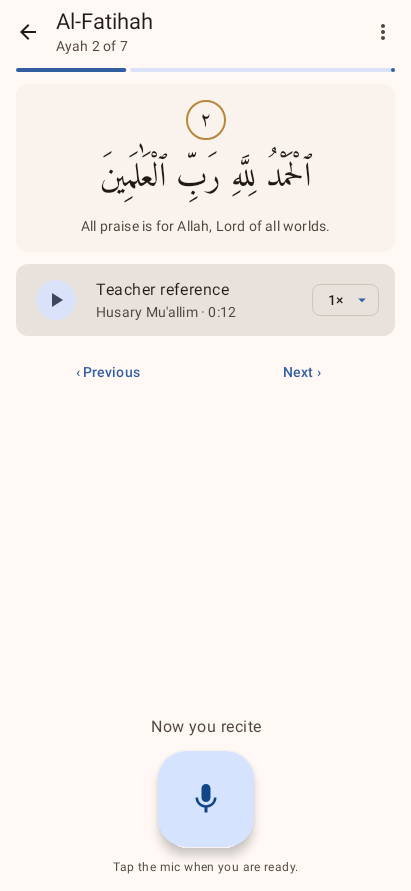 Al-Fatihah
Ayah 2 of 7
٢
ٱلْحَمْدُ لِلَّهِ رَبِّ ٱلْعَٰلَمِينَ
All praise is for Allah, Lord of all worlds.
Teacher reference
Husary Mu'allim · 0:12
1×
‹ Previous
Next ›
Now you recite
Tap the mic when you are ready.